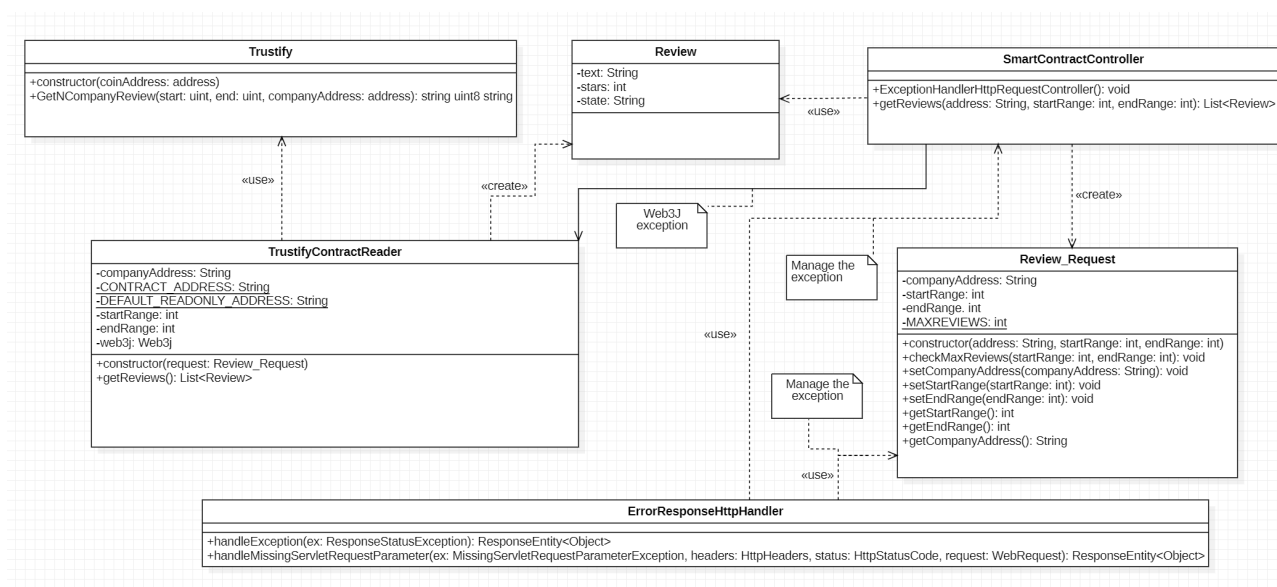 Trustify
+constructor(coinAddress: address)
+GetNCompanyReview(start: uint, end: uint, companyAddress: address): string uint8 string
Review
-text: String
-stars: int
-state: String
SmartContractController
+ExceptionHandlerHttpRequestController(): void
+getReviews(address: String, startRange: int, endRange: int): List<Review>
«use»
«use»
«create»
«create»
Web3J
exception
Manage the
exception
TrustifyContractReader
-companyAddress: String
-CONTRACT_ADDRESS: String
-DEFAULT_READONLY_ADDRESS: String
-startRange: int
-endRange: int
-web3j: Web3j
+constructor(request: Review_Request)
+getReviews(): List<Review>
Review_Request
-companyAddress: String
-startRange: int
-endRange. int
-MAXREVIEWS: int
+constructor(address: String, startRange: int, endRange: int)
+checkMaxReviews(startRange: int, endRange: int): void
+setCompanyAddress(companyAddress: String): void
+setStartRange(startRange: int): void
+setEndRange(endRange: int): void
+getStartRange(): int
+getEndRange(): int
+getCompanyAddress(): String
«use»
Manage the
exception
«use»
ErrorResponseHttpHandler
+handleException(ex: ResponseStatusException): ResponseEntity<Object>
+handleMissingServletRequestParameter(ex: MissingServletRequestParameterException, headers: HttpHeaders, status: HttpStatusCode, request: WebRequest): ResponseEntity<Object>